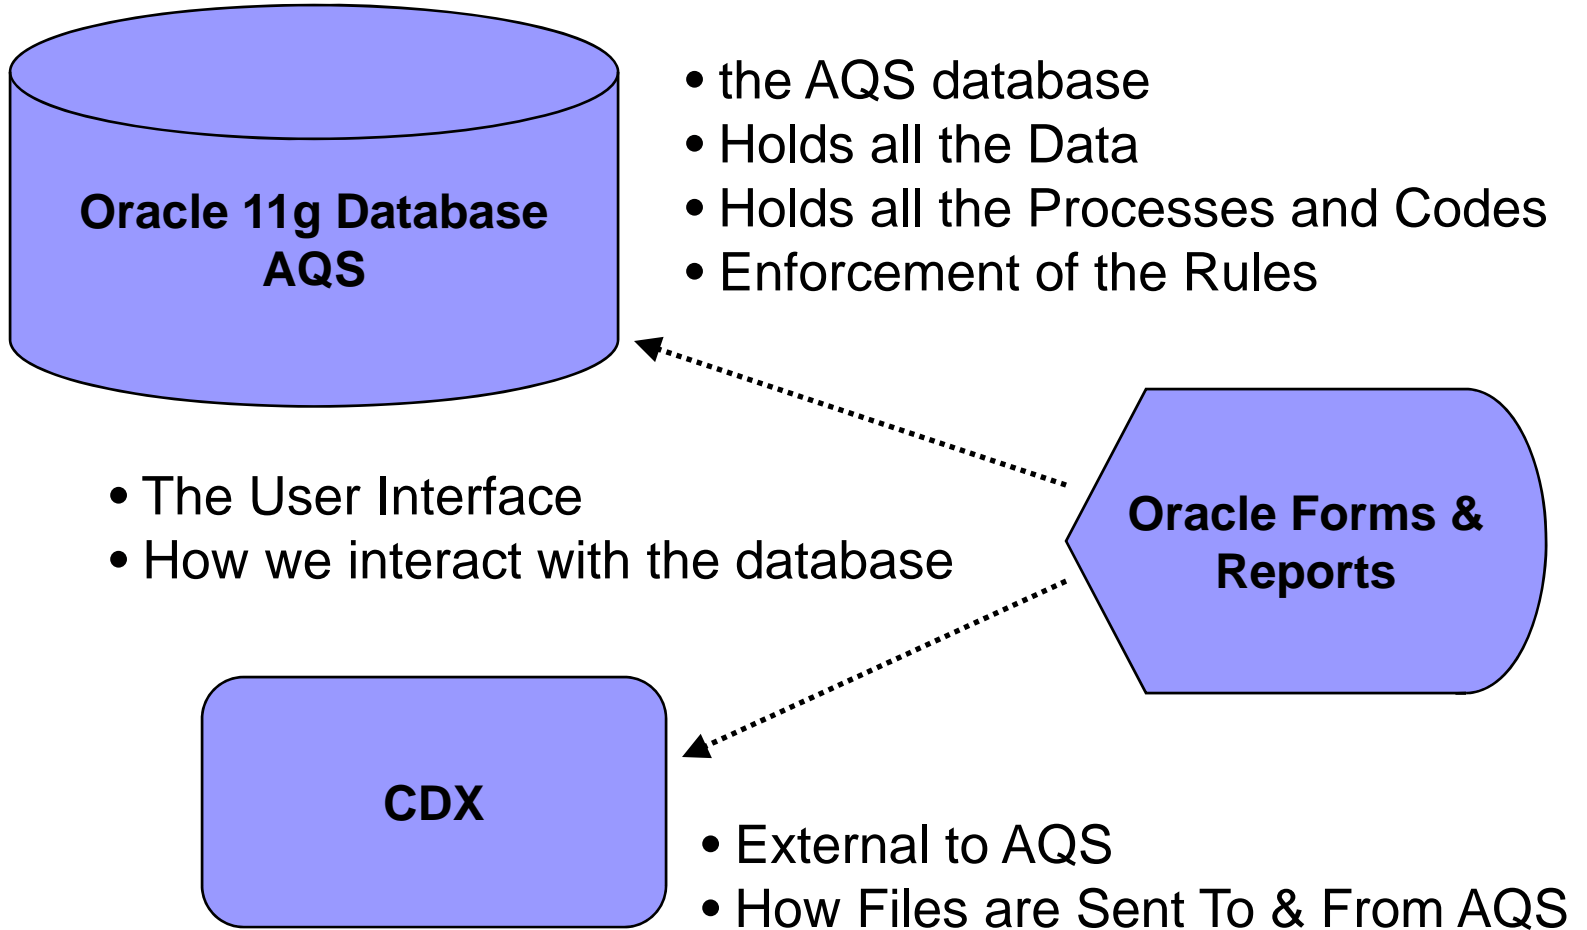 Oracle 11g Database
AQS
• the AQS database
• Holds all the Data
• Holds all the Processes and Codes
• Enforcement of the Rules
• The User Interface
• How we interact with the database
Oracle Forms &
Reports
CDX
• External to AQS
• How Files are Sent To & From AQS